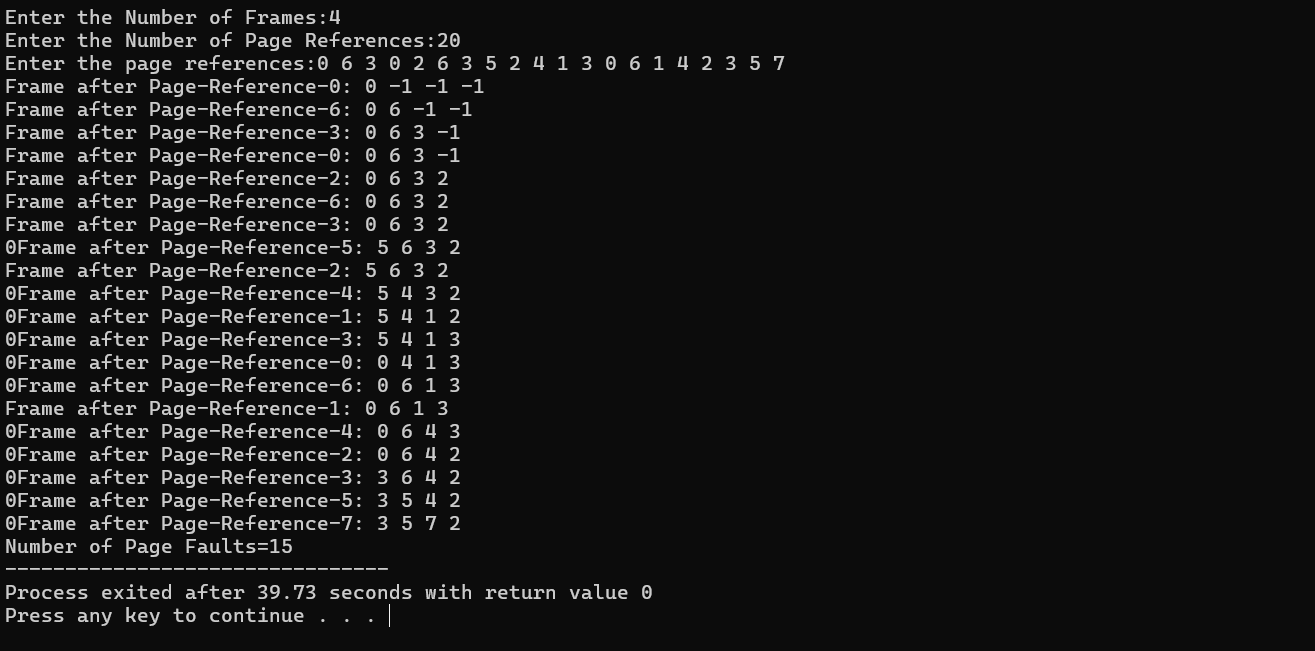 Enter the Number of Frames:4
Enter the Number of Page References:20
Enter the page references:0 6 3 0 2 6 3 5 2 4 1 3 0 6 1 4 2 3 5 7
Frame after Page-Reference-0: 0 -1 -1 -1
Frame after Page-Reference-6: 0 6 -1 -1
Frame after Page-Reference-3: 0 6 3 -1
Frame after Page-Reference-0: 0 6 3 -1
Frame after Page-Reference-2: 0 6 3 2
Frame after Page-Reference-6: 0 6 3 2
Frame after Page-Reference-3: 0 6 3 2
0Frame after Page-Reference-5: 5 6 3 2
Frame after Page-Reference-2: 5 6 3 2
0Frame after Page-Reference-4: 5 4 3 2
0Frame after Page-Reference-1: 5 4 1 2
0Frame after Page-Reference-3: 5 4 1 3
0Frame after Page-Reference-0: 0 4 1 3
0Frame after Page-Reference-6: 0 6 1 3
Frame after Page-Reference-1: 0 6 1 3
0Frame after Page-Reference-4: 0 6 4 3
0Frame after Page-Reference-2: 0 6 4 2
0Frame after Page-Reference-3: 3 6 4 2
0Frame after Page-Reference-5: 3 5 4 2
0Frame after Page-Reference-7: 3 5 7 2
Number of Page Faults=15
--------------------------------
Process exited after 39.73 seconds with return value 0
Press any key to continue . . .